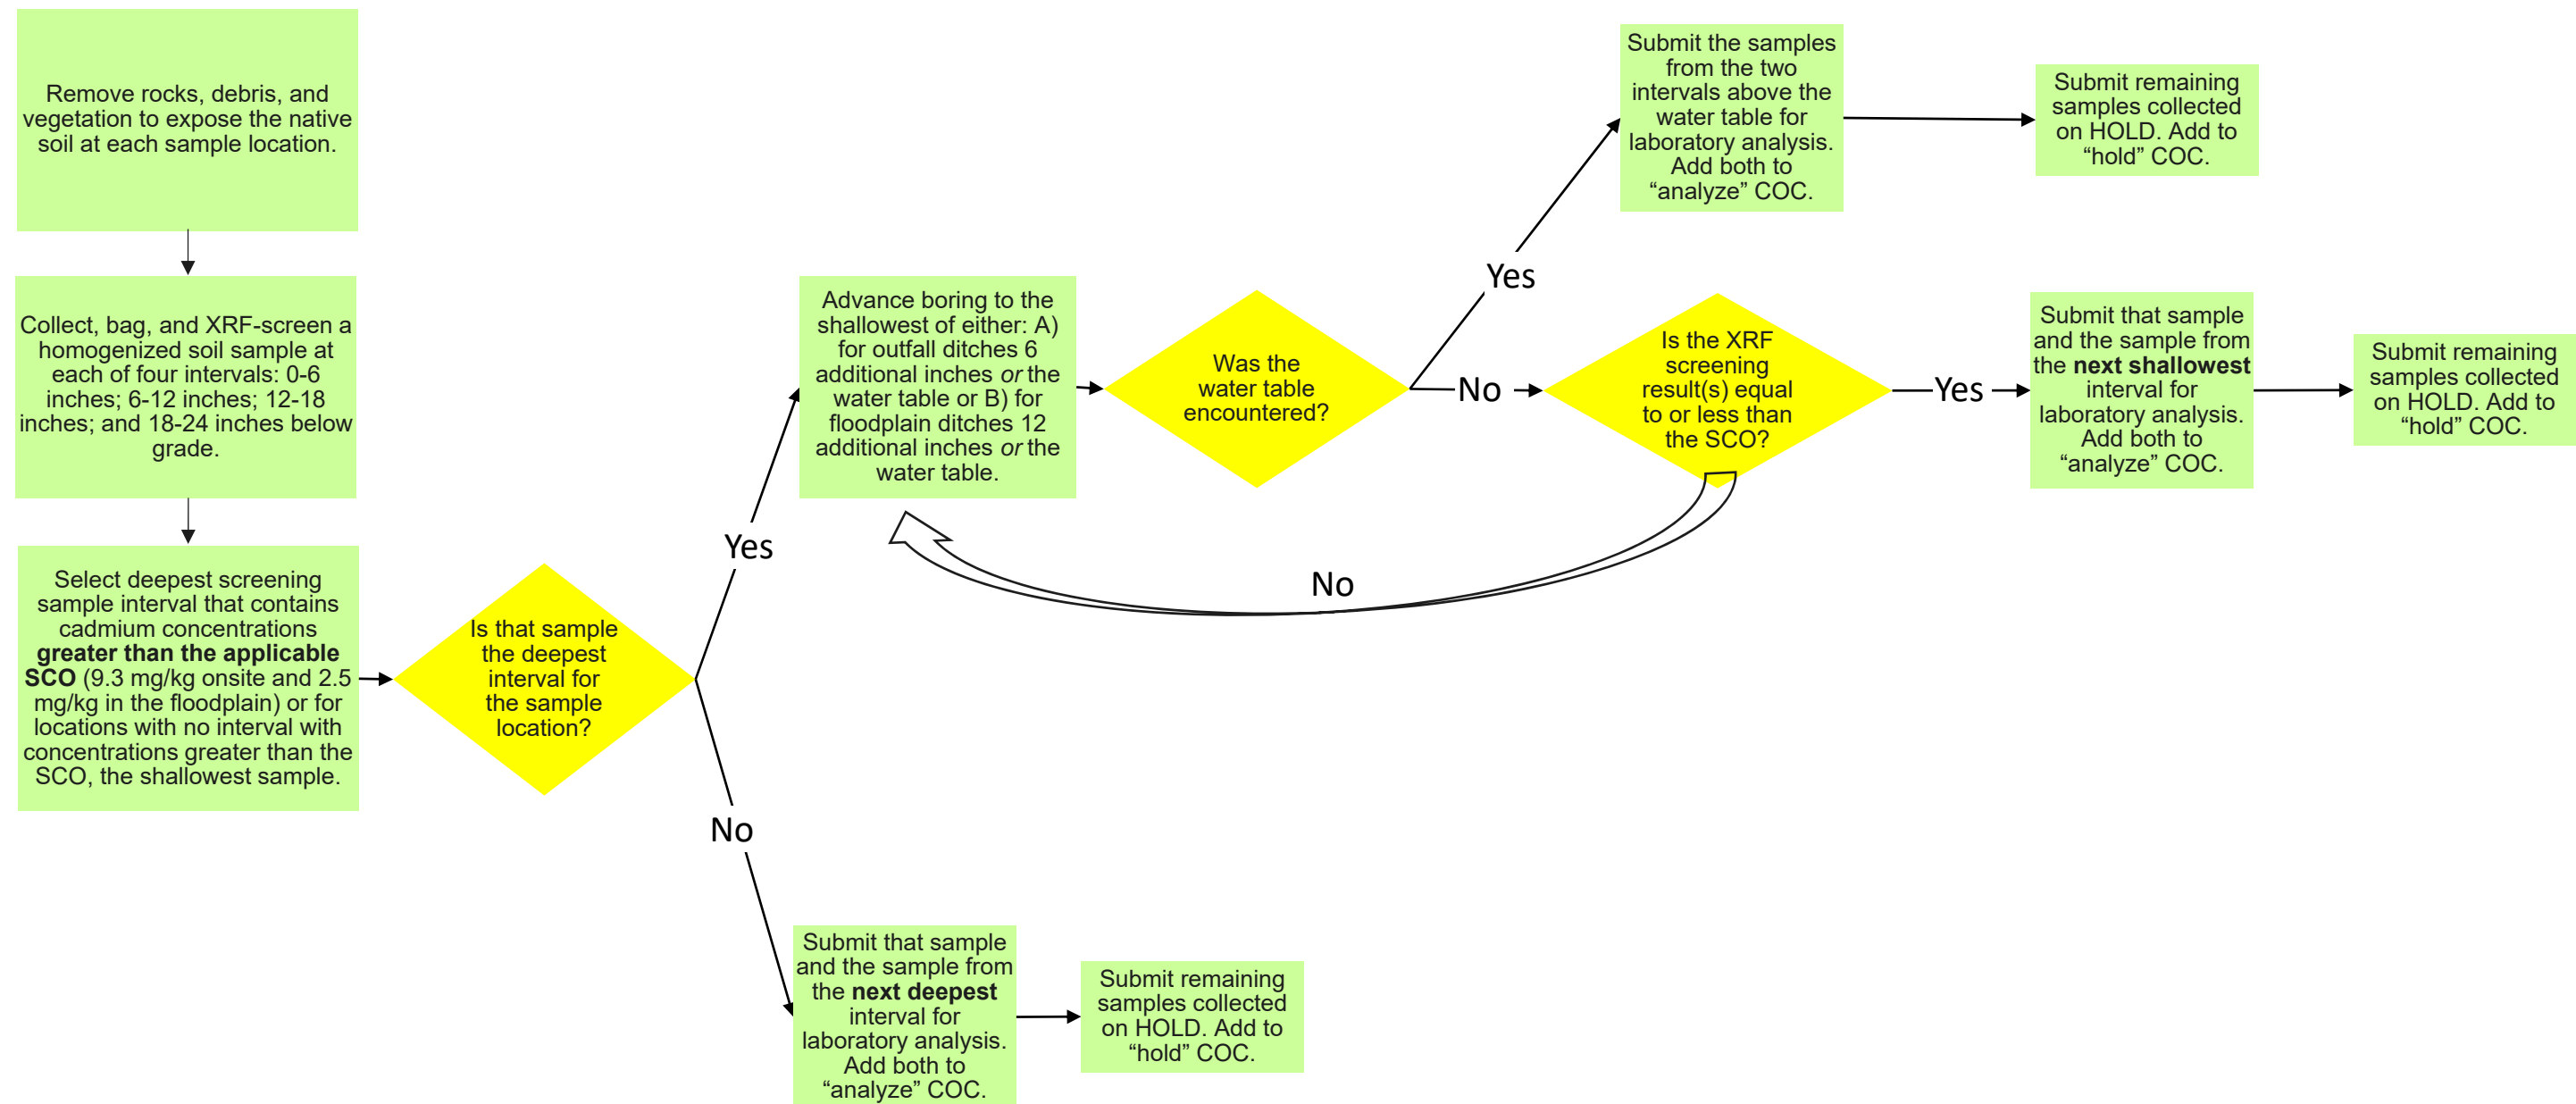 Remove rocks, debris, and
vegetation to expose the native
soil at each sample location.
Collect, bag, and XRF-screen a
homogenized soil sample at
each of four intervals: 0-6
inches; 6-12 inches; 12-18
inches; and 18-24 inches below
grade.
Select deepest screening
sample interval that contains
cadmium concentrations
greater than the applicable
SCO (9.3 mg/kg onsite and 2.5
mg/kg in the floodplain) or for
locations with no interval with
concentrations greater than the
SCO, the shallowest sample.
Is that sample
the deepest
interval for
the sample
location?
Yes
Advance boring to the
shallowest of either: A)
for outfall ditches 6
additional inches or the
water table or B) for
floodplain ditches 12
additional inches or the
water table.
Was the
water table
encountered?
Yes
Submit the samples
from the two
intervals above the
water table for
laboratory analysis.
Add both to
“analyze” COC.
Submit remaining
samples collected
on HOLD. Add to
“hold” COC.
No
Is the XRF
screening
result(s) equal
to or less than
the SCO?
Yes
Submit that sample
and the sample from
the next shallowest
interval for
laboratory analysis.
Add both to
“analyze” COC.
Submit remaining
samples collected
on HOLD. Add to
“hold” COC.
No
No
Submit that sample
and the sample from
the next deepest
interval for
laboratory analysis.
Add both to
“analyze” COC.
Submit remaining
samples collected
on HOLD. Add to
“hold” COC.